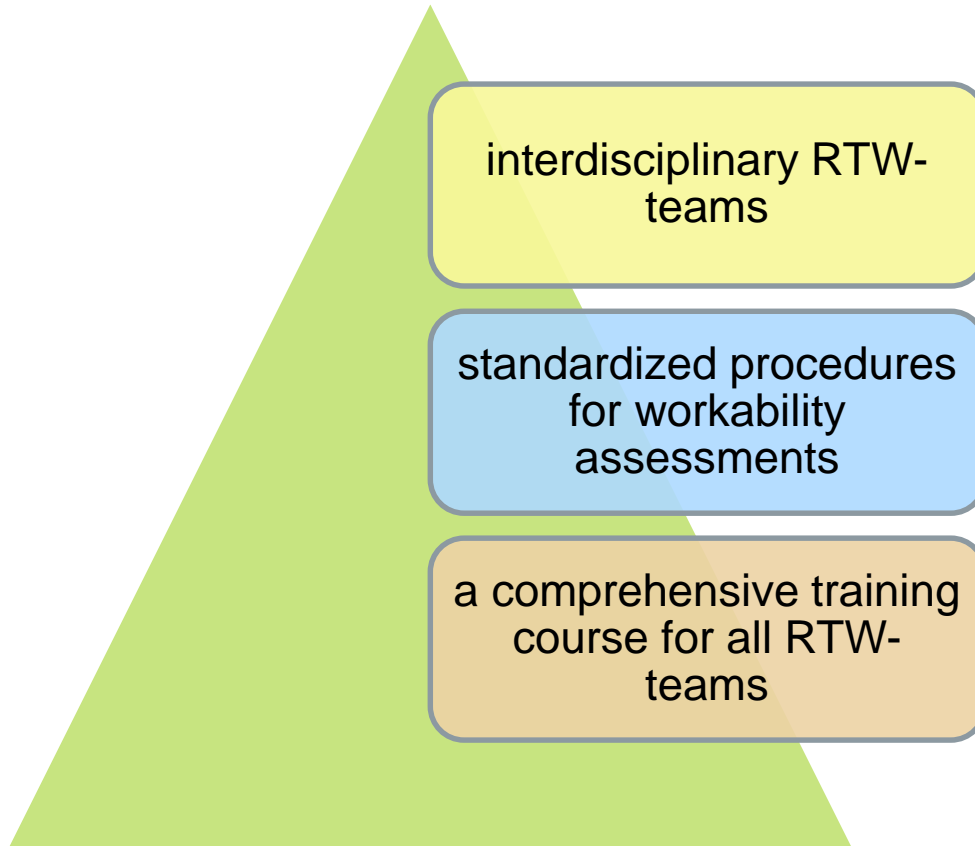 interdisciplinary RTW-
teams
standardized procedures
for workability
assessments
a comprehensive training
course for all RTW-
teams